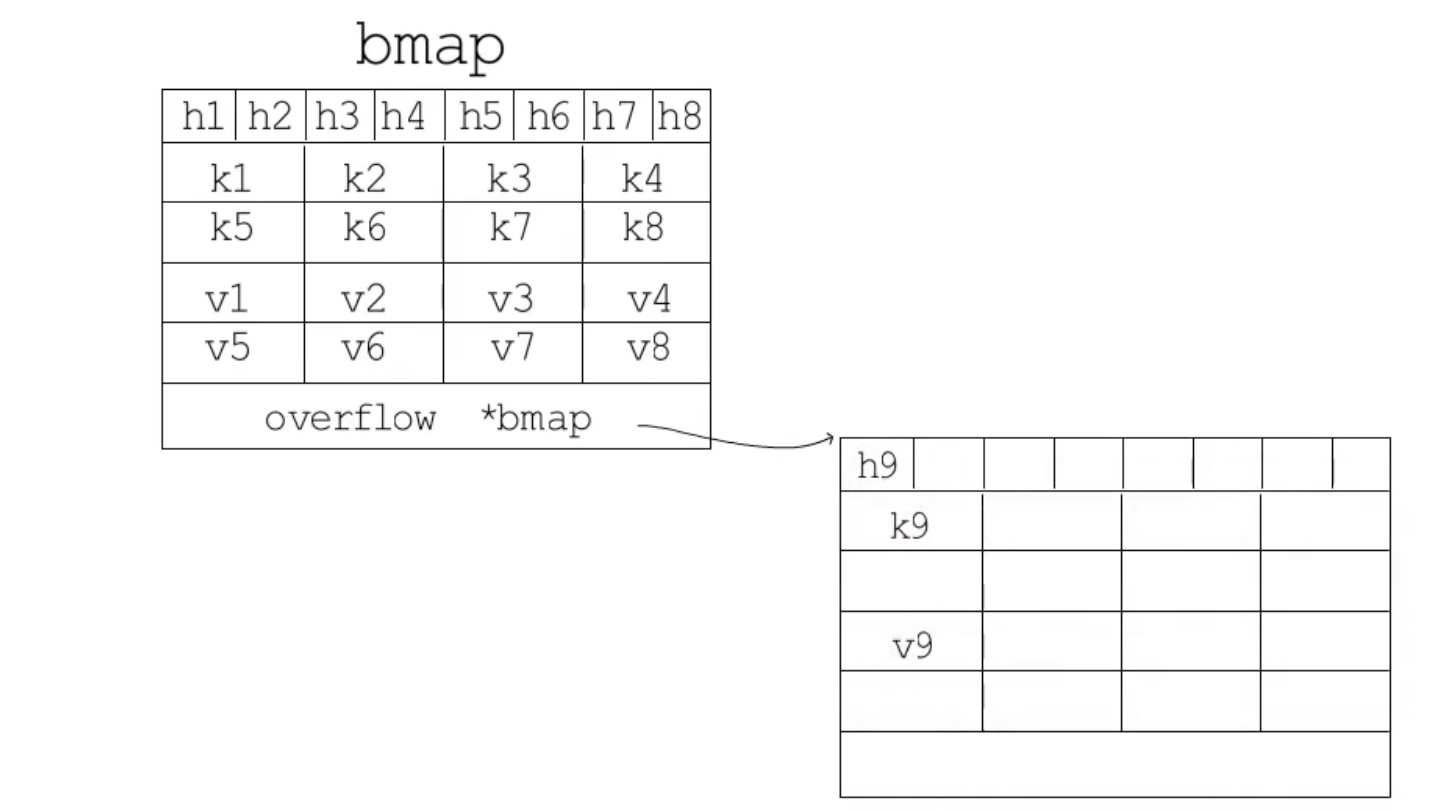 bmap
h1 h2 h3 h4 h5 h6 h7 h8
k1 k2 k3 k4
k5 k6 k7 k8
v1 v2 v3 v4
v5 v6 v7 v8
overflow *bmap
h9
k9
v9